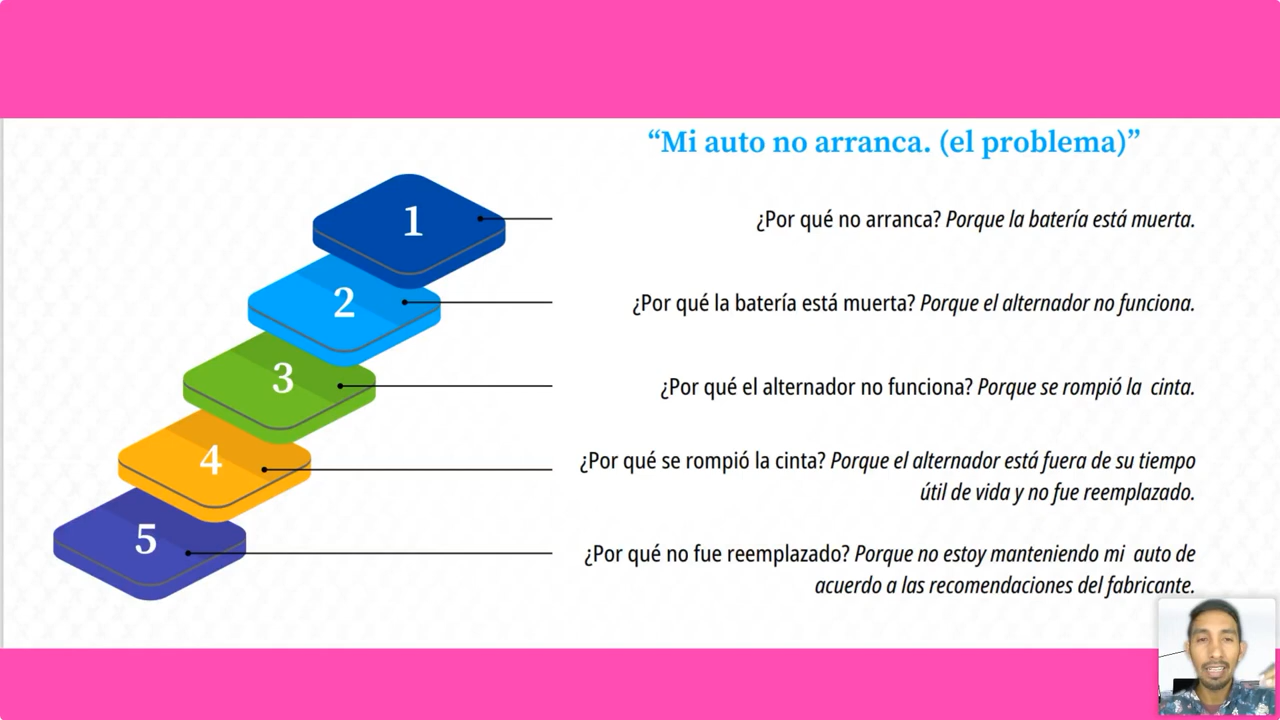 “Mi auto no arranca. (el problema)”
1
¿Por qué no arranca? Porque la batería está muerta.
2
¿Por qué la batería está muerta? Porque el alternador no funciona.
3
¿Por qué el alternador no funciona? Porque se rompió la cinta.
4
¿Por qué se rompió la cinta? Porque el alternador está fuera de su tiempo
útil de vida y no fue reemplazado.
5
¿Por qué no fue reemplazado? Porque no estoy manteniendo mi auto de
acuerdo a las recomendaciones del fabricante.